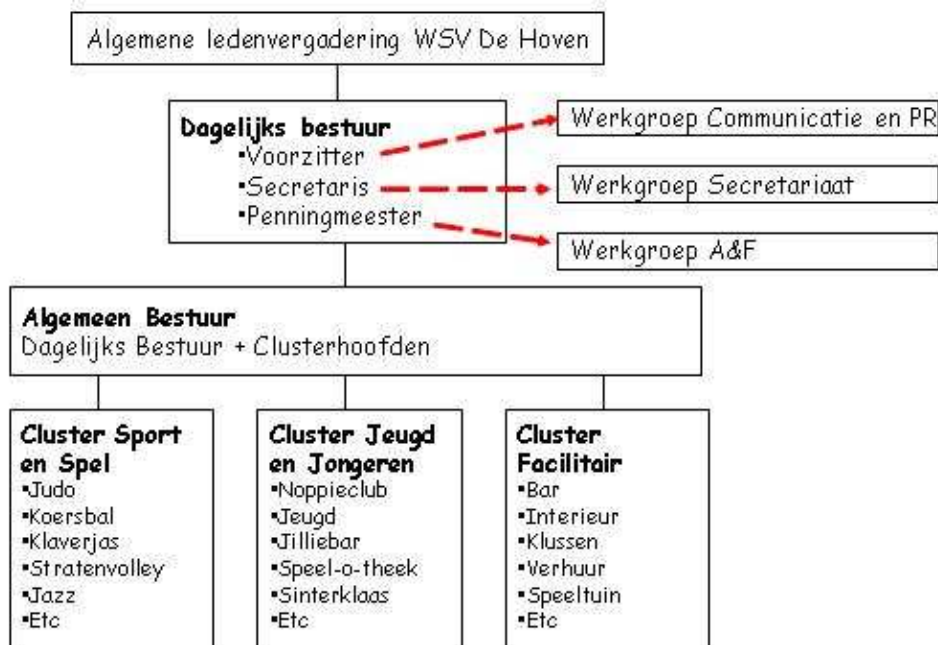 Algemene ledenvergadering WSV De Hoven
Dagelijks bestuur
▪Voorzitter
▪Secretaris
▪Penningmeester
Werkgroep Communicatie en PR
Werkgroep Secretariaat
Werkgroep A&F
Algemeen Bestuur
Dagelijks Bestuur + Clusterhoofden
Cluster Sport
en Spel
▪Judo
▪Koersbal
▪Klaverjas
▪Stratenvolley
▪Jazz
▪Etc
Cluster Jeugd
en Jongeren
▪Noppieclub
▪Jeugd
▪Jilliebar
▪Speel-o-theek
▪Sinterklaas
▪Etc
Cluster
Facilitair
▪Bar
▪Interieur
▪Klussen
▪Verhuur
▪Speeltuin
▪Etc